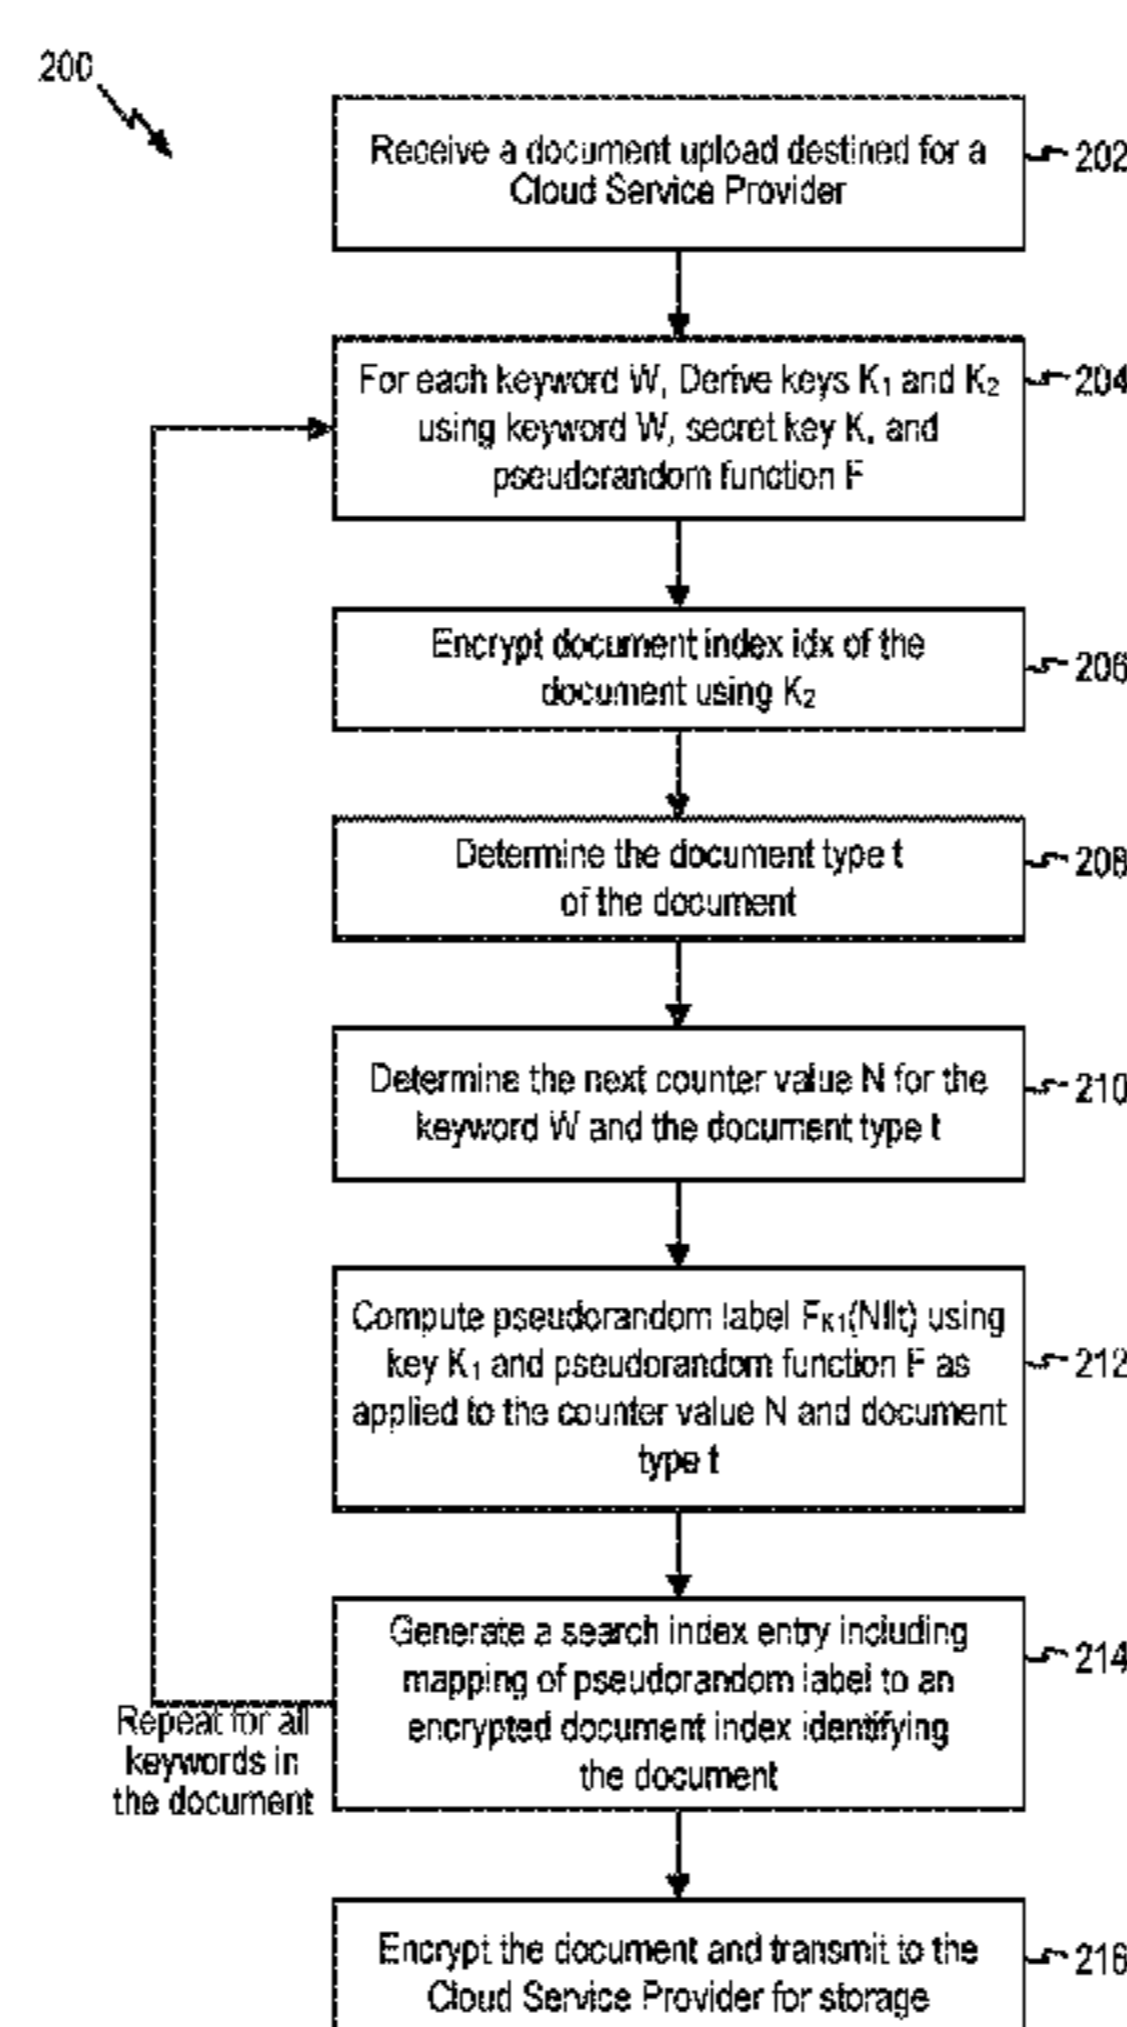 200
Receive a document upload destined for a
Cloud Service Provider
202
For each keyword W, Derive keys K₁ and K₂
using keyword W, secret key K, and
pseudorandom function F
204
Encrypt document index idx of the
document using K₂
206
Determine the document type t
of the document
208
Determine the next counter value N for the
keyword W and the document type t
210
Compute pseudorandom label Fₖ₁(N||t) using
key K₁ and pseudorandom function F as
applied to the counter value N and document
type t
212
Generate a search index entry including
mapping of pseudorandom label to an
encrypted document index identifying
the document
214
Repeat for all
keywords in
the document
Encrypt the document and transmit to the
Cloud Service Provider for storage
216